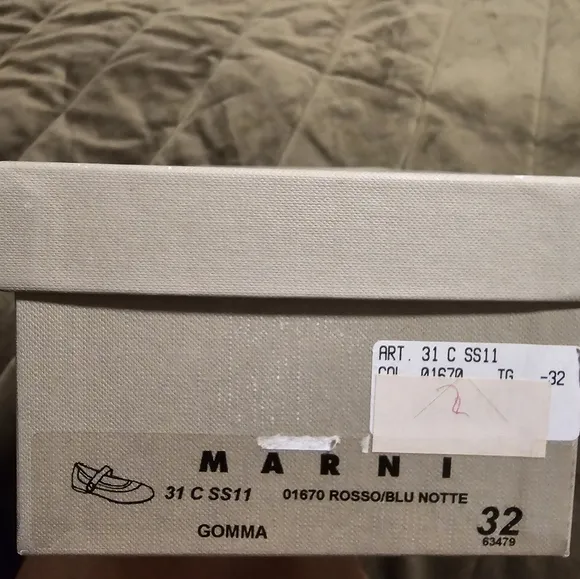 ART. 31 C SS11
COL 01670 TG -32
MARNI
31 C SS11 01670 ROSSO/BLU NOTTE
GOMMA
32
63479